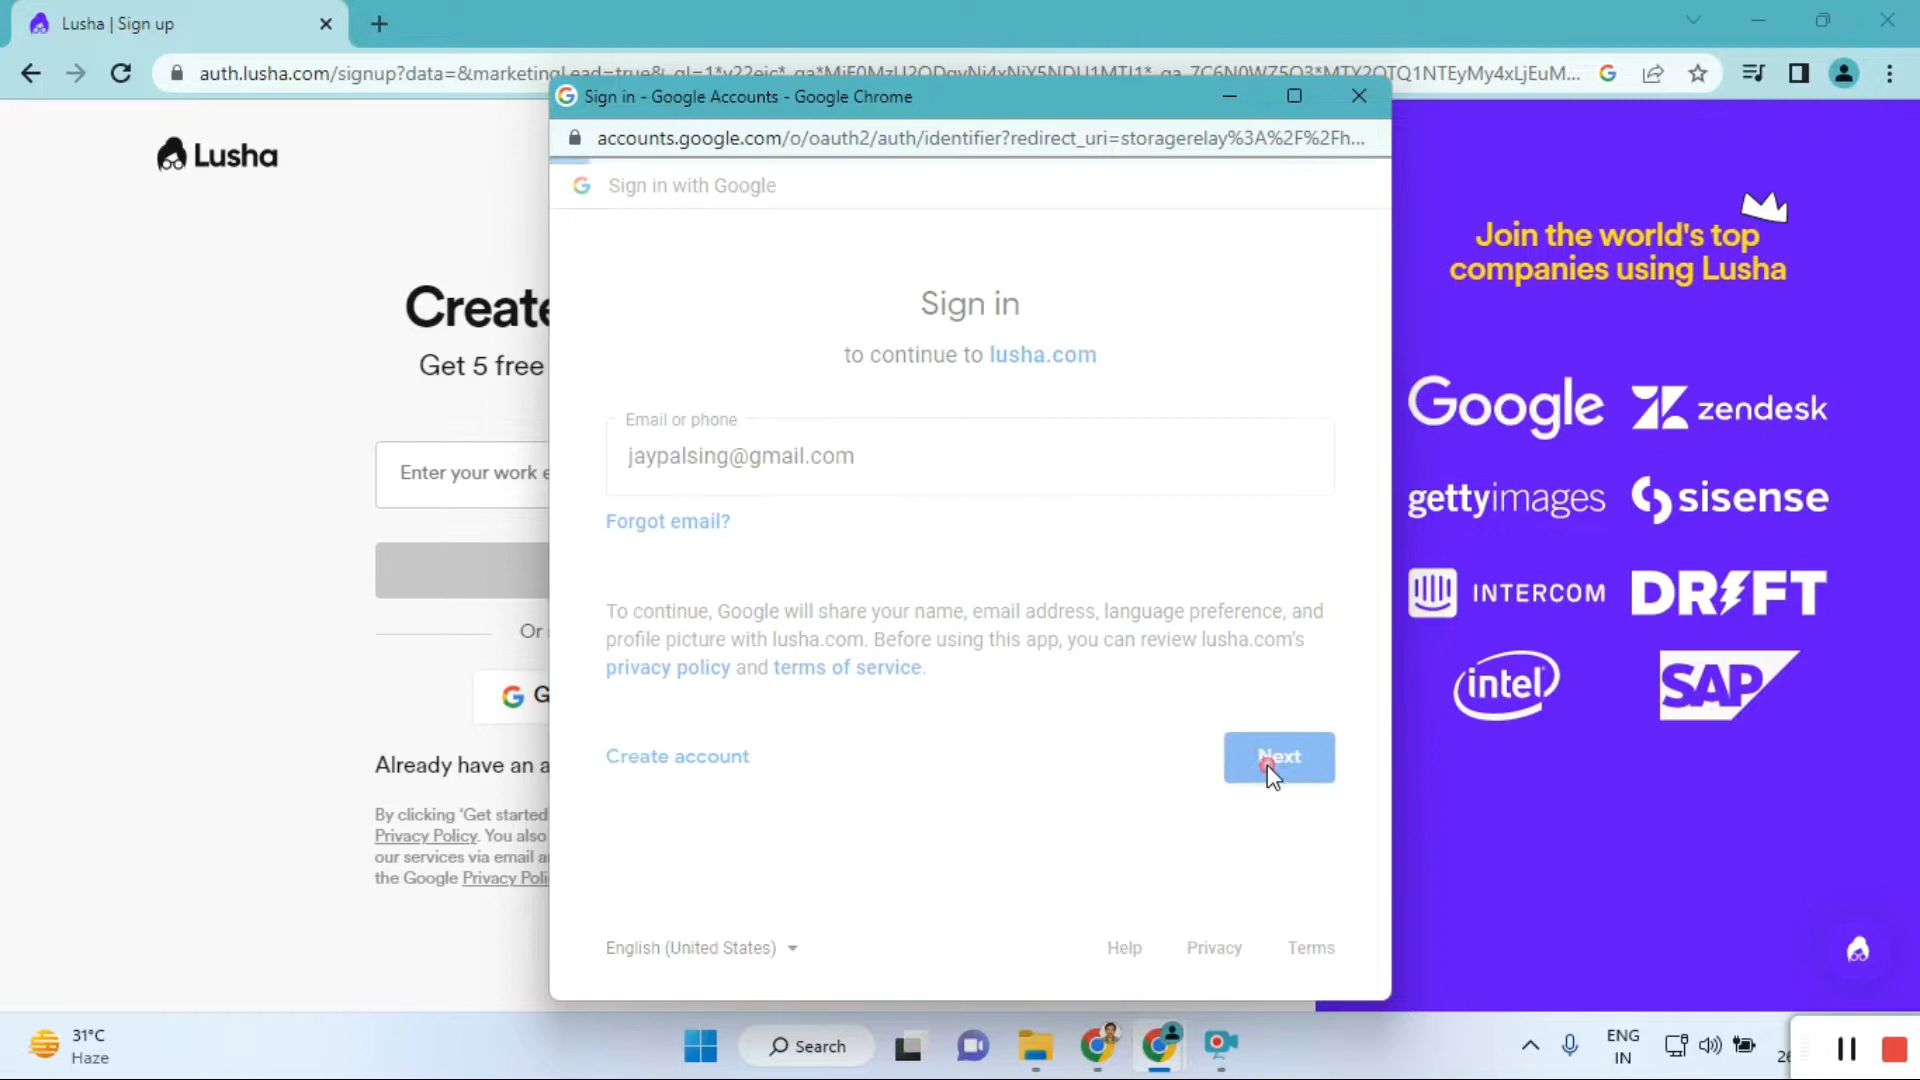 Lusha | Sign up
auth.lusha.com/signup?data=&marketingLead=true&_gl=1*y22eic*_ga*MjE0MzU2ODgyNi4xNjY5NDU1MTI1*_ga_7C6N0WZ5Q3*MTY2OTQ1NTEyMy4xLjEuM...
Sign in - Google Accounts - Google Chrome
accounts.google.com/o/oauth2/auth/identifier?redirect_uri=storagerelay%3A%2F%2Fh...
Lusha
Sign in with Google
Join the world's top
companies using Lusha
Create
Get 5 free
Sign in
to continue to lusha.com
Email or phone
jaypalsing@gmail.com
Enter your work e
Forgot email?
Google
zendesk
gettyimages
sisense
INTERCOM
DRIFT
intel
SAP
To continue, Google will share your name, email address, language preference, and
profile picture with lusha.com. Before using this app, you can review lusha.com's
privacy policy and terms of service.
Or
G
Create account
Next
Already have an a
By clicking 'Get started
Privacy Policy. You also
our services via email a
the Google Privacy Poli
English (United States)
Help
Privacy
Terms
31°C
Haze
Search
ENG
IN
26